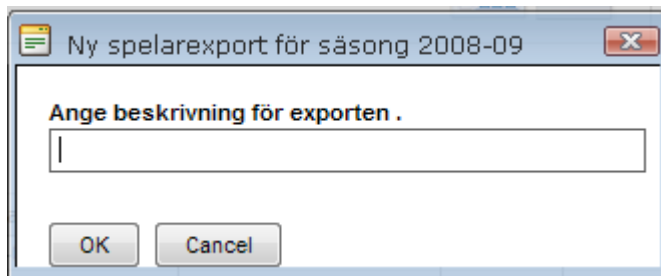 Ny spelarexport för säsong 2008-09
Ange beskrivning för exporten .
OK
Cancel